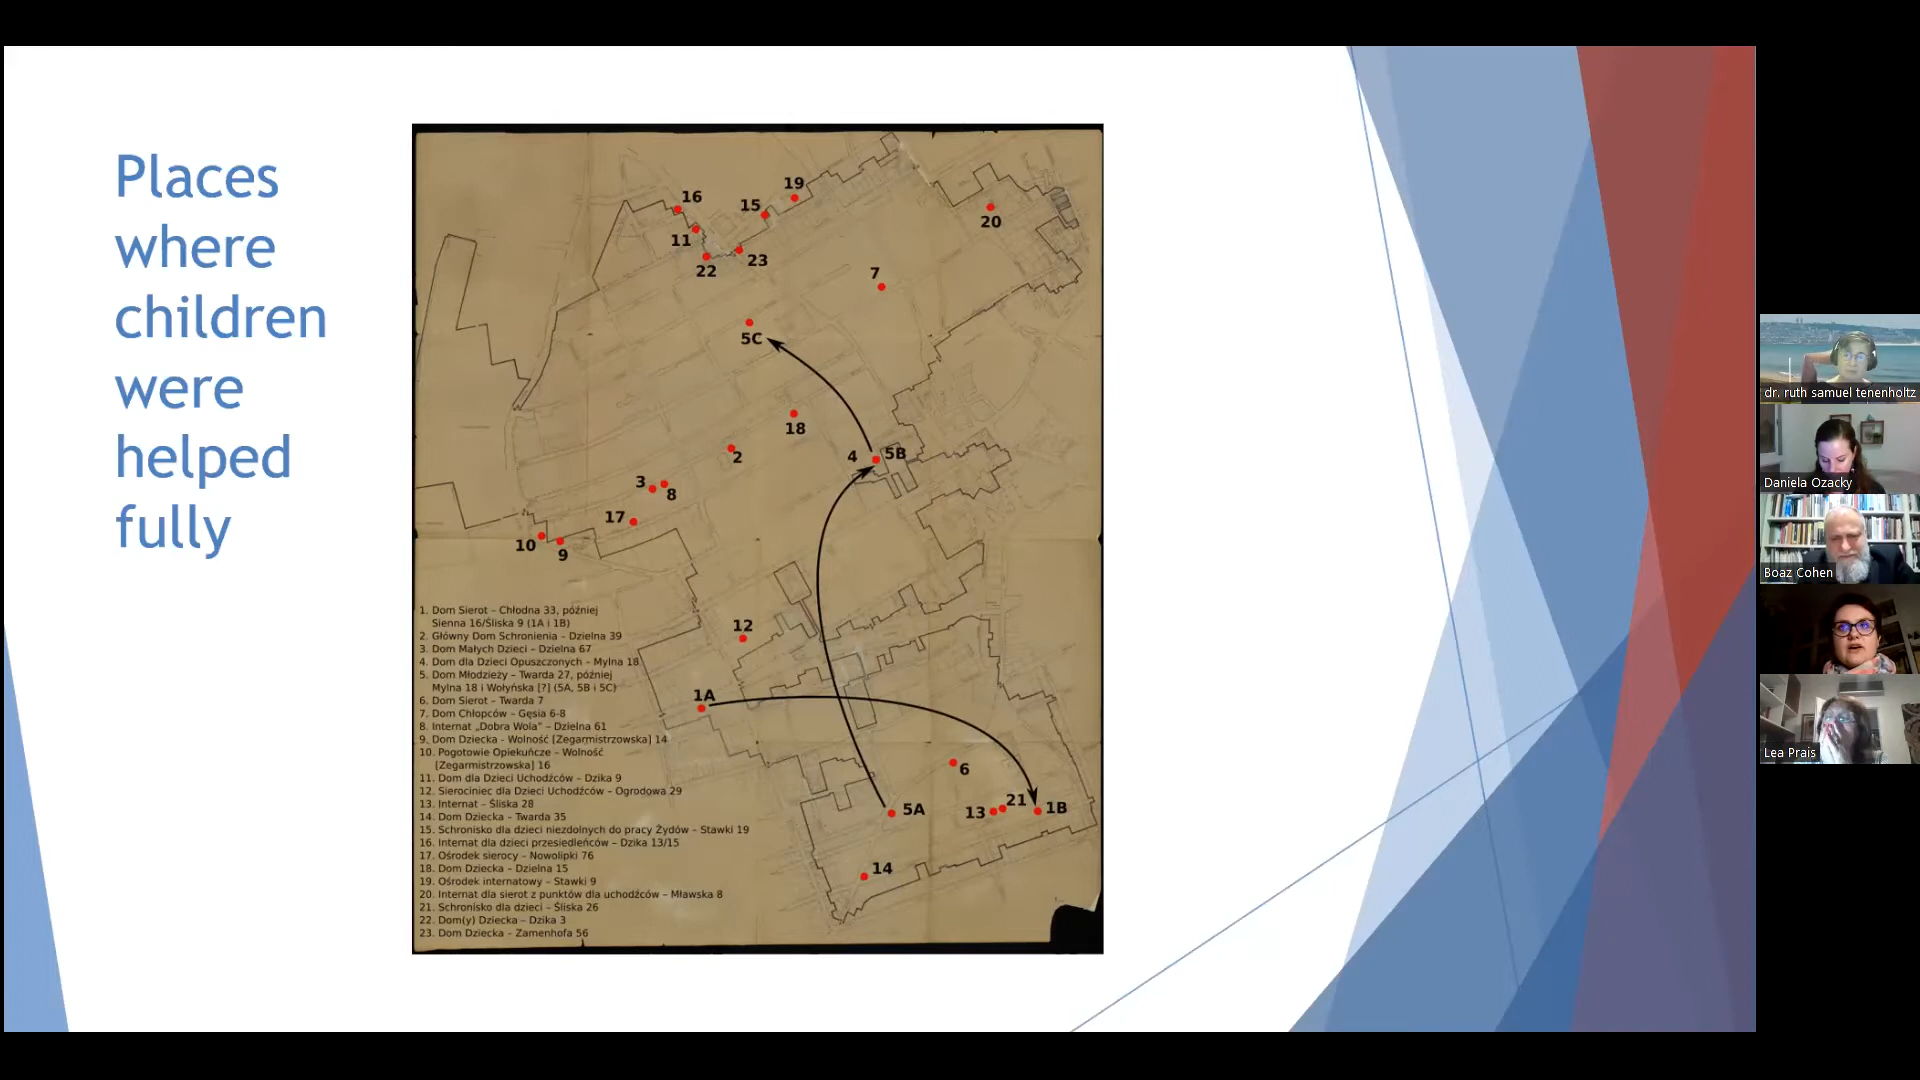 Places
where
children
were
helped
fully
16
19
15
11
20
22
23
7
5C
18
4
5B
2
3
8
17
10
9
12
1A
6
5A
13
21
1B
14
1. Dom Sierot – Chłodna 33, później
Sienna 16/Śliska 9 (1A i 1B)
2. Główny Dom Schronienia – Dzielna 39
3. Dom Małych Dzieci – Dzielna 67
4. Dom dla Dzieci Opuszczonych – Mylna 18
5. Dom Młodzieży – Twarda 27, później
Mylna 18 i Wołyńska [?] (5A, 5B i 5C)
6. Dom Sierot – Twarda 7
7. Dom Chłopców – Gęsia 6-8
8. Internat „Dobra Wola” – Dzielna 61
9. Dom Dziecka - Wolność [Zegarmistrzowska] 14
10. Pogotowie Opiekuńcze – Wolność
[Zegarmistrzowska] 16
11. Dom dla Dzieci Uchodźców – Dzika 9
12. Sierociniec dla Dzieci Uchodźców – Ogrodowa 29
13. Internat – Śliska 28
14. Dom Dziecka – Twarda 35
15. Schronisko dla dzieci niezdolnych do pracy Żydów – Stawki 19
16. Internat dla dzieci przesiedleńców – Dzika 13/15
17. Ośrodek sierocy – Nowolipki 76
18. Dom Dziecka – Dzielna 15
19. Ośrodek internatowy – Stawki 9
20. Internat dla sierot z punktów dla uchodźców – Mławska 8
21. Schronisko dla dzieci – Śliska 26
22. Dom(y) Dziecka – Dzika 3
23. Dom Dziecka – Zamenhofa 56
dr. ruth samuel tenenholtz
Daniela Ozacky
Boaz Cohen
Lea Prais